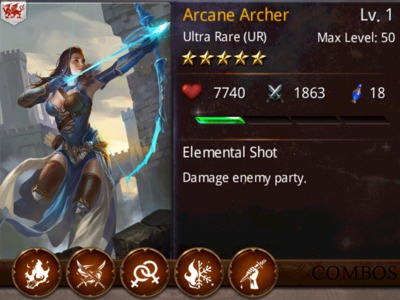 Arcane Archer Lv. 1
Ultra Rare (UR) Max Level: 50
7740 1863 18
Elemental Shot
Damage enemy party.
COMBOS